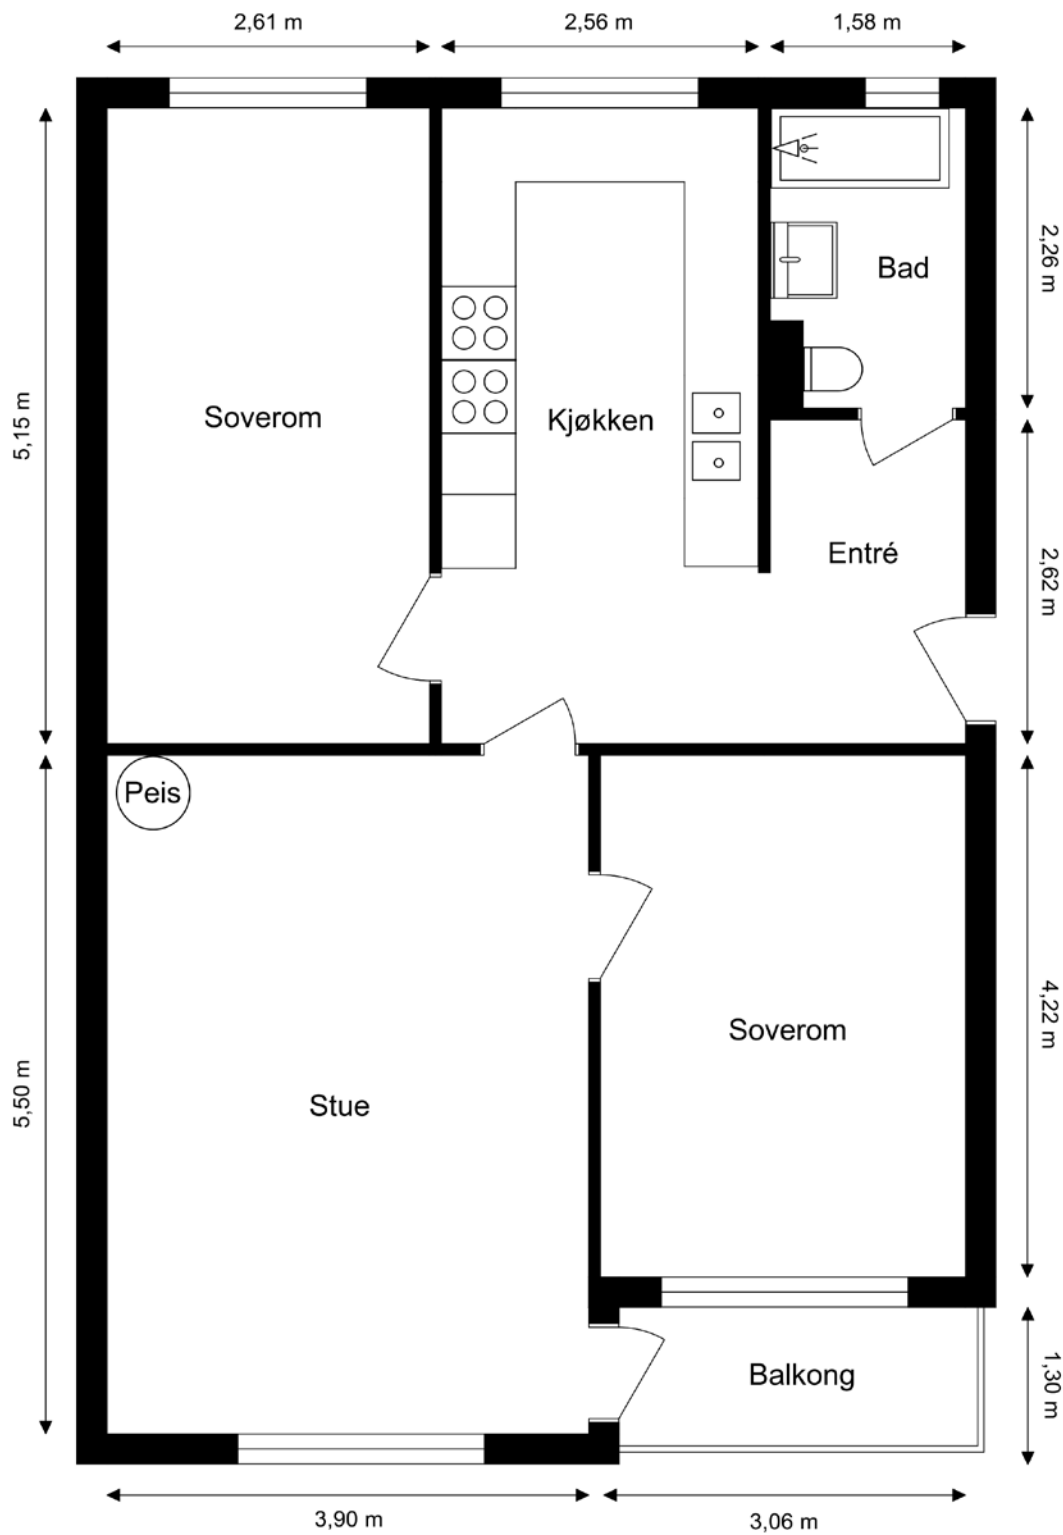 2,61 m
2,56 m
1,58 m
2,26 m
Bad
5,15 m
Soverom
Kjøkken
Entré
2,62 m
Peis
4,22 m
Soverom
5,50 m
Stue
Balkong
1,30 m
3,90 m
3,06 m